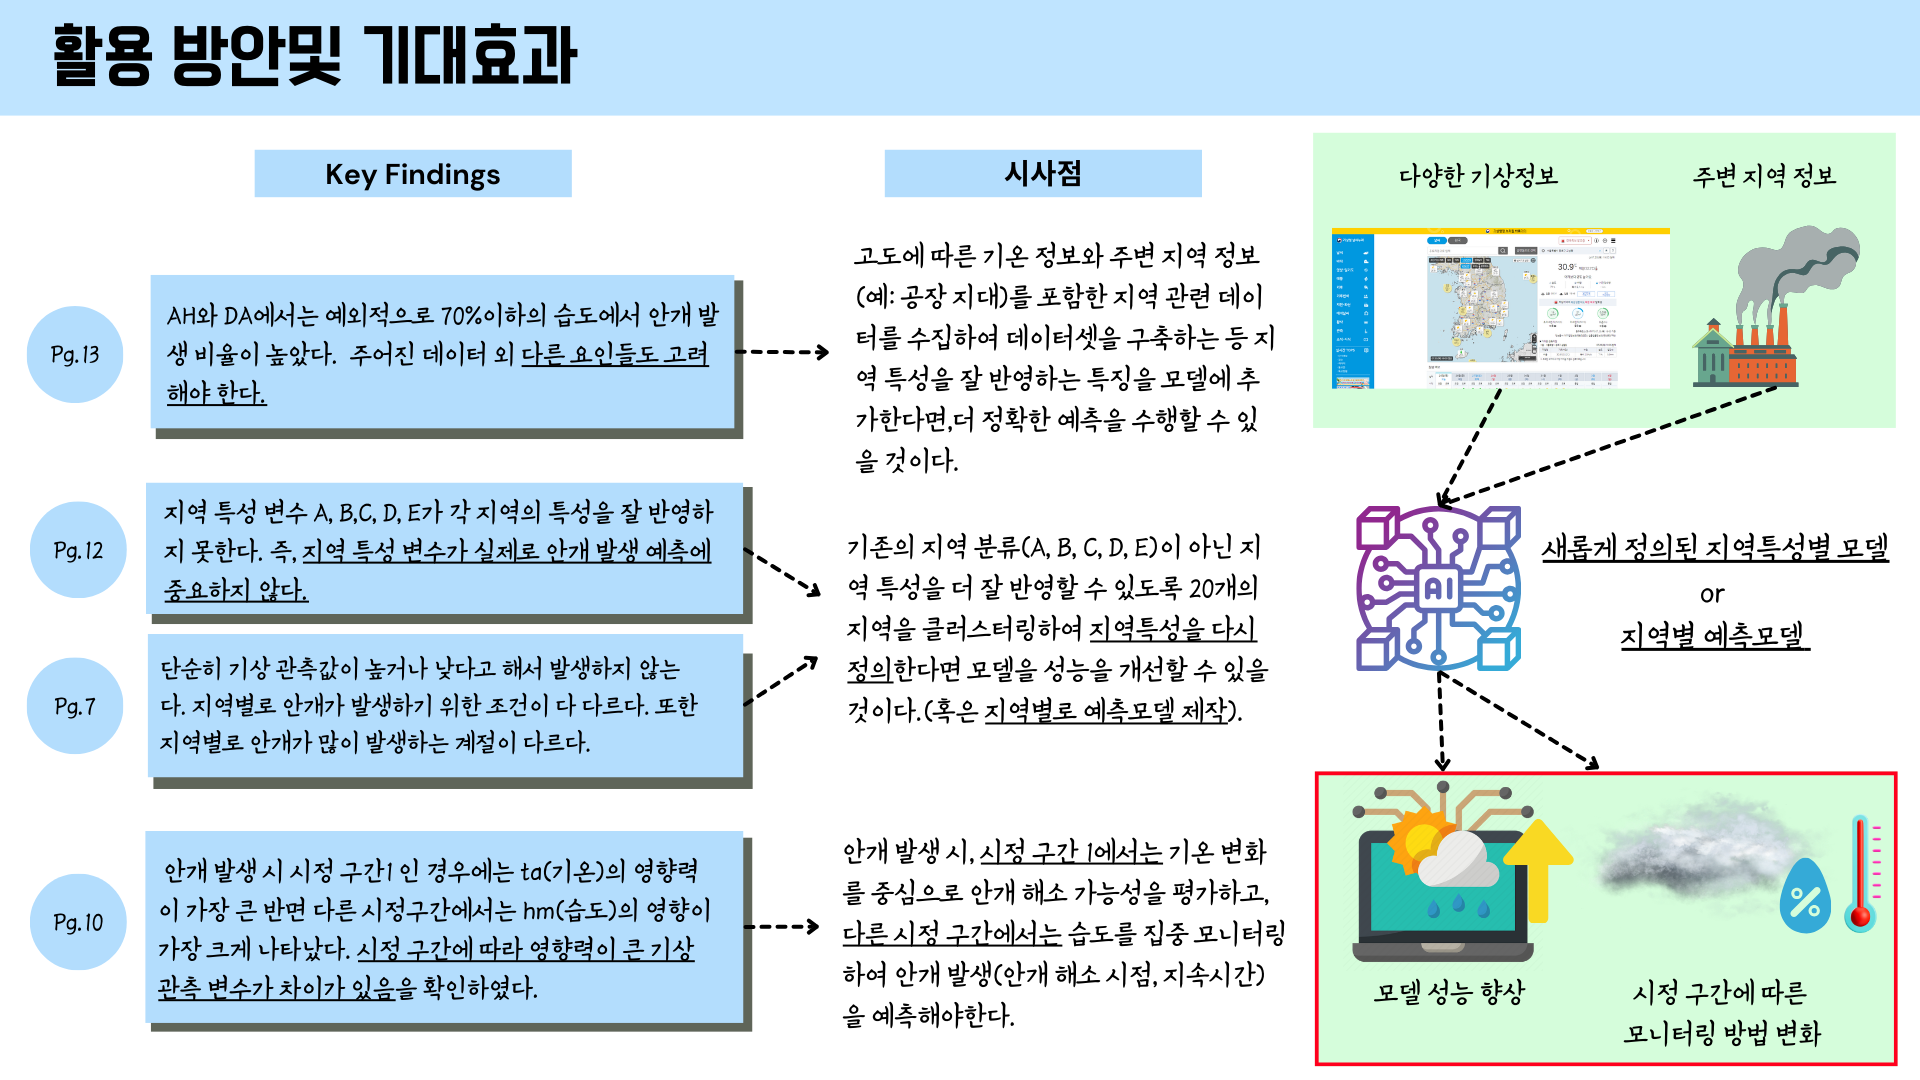 활용 방안및 기대효과
Key Findings
시사점
Pg.13
AH와 DA에서는 예외적으로 70%이하의 습도에서 안개 발
생 비율이 높았다. 주어진 데이터 외 다른 요인들도 고려
해야 한다.
Pg.12
지역 특성 변수 A, B,C, D, E가 각 지역의 특성을 잘 반영하
지 못한다. 즉, 지역 특성 변수가 실제로 안개 발생 예측에
중요하지 않다.
Pg.7
단순히 기상 관측값이 높거나 낮다고 해서 발생하지 않는
다. 지역별로 안개가 발생하기 위한 조건이 다 다르다. 또한
지역별로 안개가 많이 발생하는 계절이 다르다.
Pg.10
안개 발생 시 시정 구간1 인 경우에는 ta(기온)의 영향력
이 가장 큰 반면 다른 시정구간에서는 hm(습도)의 영향이
가장 크게 나타났다. 시정 구간에 따라 영향력이 큰 기상
관측 변수가 차이가 있음을 확인하였다.
고도에 따른 기온 정보와 주변 지역 정보
(예: 공장 지대)를 포함한 지역 관련 데이
터를 수집하여 데이터셋을 구축하는 등 지
역 특성을 잘 반영하는 특징을 모델에 추
가한다면,더 정확한 예측을 수행할 수 있
을 것이다.
기존의 지역 분류(A, B, C, D, E)이 아닌 지
역 특성을 더 잘 반영할 수 있도록 20개의
지역을 클러스터링하여 지역특성을 다시
정의한다면 모델을 성능을 개선할 수 있을
것이다.(혹은 지역별로 예측모델 제작).
안개 발생 시, 시정 구간 1에서는 기온 변화
를 중심으로 안개 해소 가능성을 평가하고,
다른 시정 구간에서는 습도를 집중 모니터링
하여 안개 발생(안개 해소 시점, 지속시간)
을 예측해야한다.
다양한 기상정보
주변 지역 정보
30.9
AI
새롭게 정의된 지역특성별 모델
or
지역별 예측모델
%
모델 성능 향상
시정 구간에 따른
모니터링 방법 변화